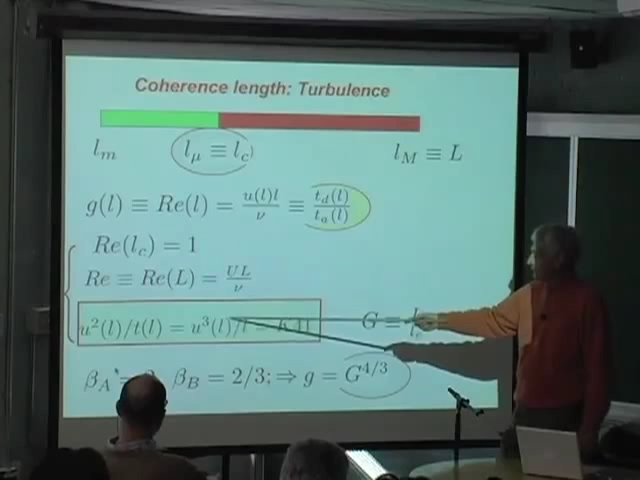 Coherence length: Turbulence
l_m l_μ ≡ l_c l_M ≡ L
g(l) ≡ Re(l) = u(l)l/ν ≡ t_d(l)/t_a(l)
Re(l_c) = 1
Re ≡ Re(L) = UL/ν
u²(l)/t(l) = u³(l)/l G ≡
β_A β_B = 2/3; ⇒ g = G^{4/3}